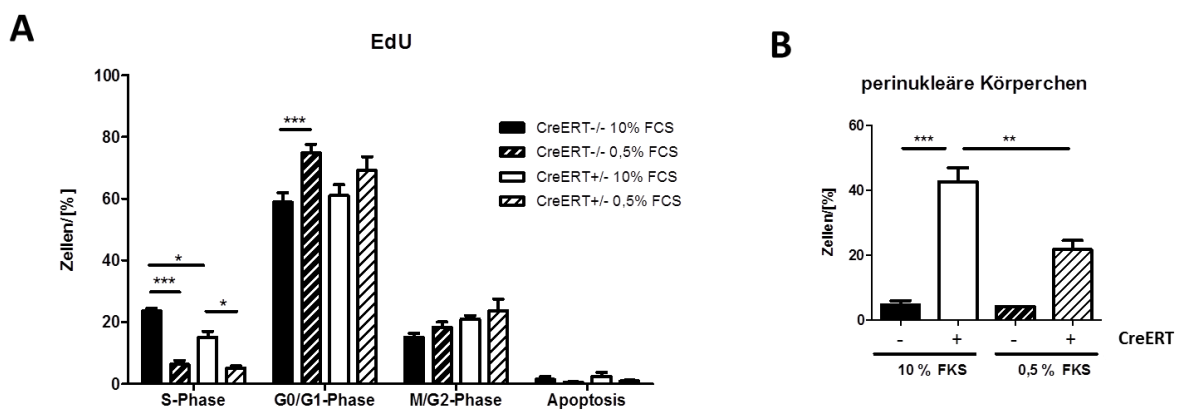 A
EdU
Zellen/[%]
100
80
60
40
20
0
***
*
***
*
CreERT-/- 10% FCS
CreERT-/- 0,5% FCS
CreERT+/- 10% FCS
CreERT+/- 0,5% FCS
S-Phase
G0/G1-Phase
M/G2-Phase
Apoptosis
B
perinukleäre Körperchen
Zellen/[%]
60
40
20
0
*** **
- + - + CreERT
10 % FKS 0,5 % FKS